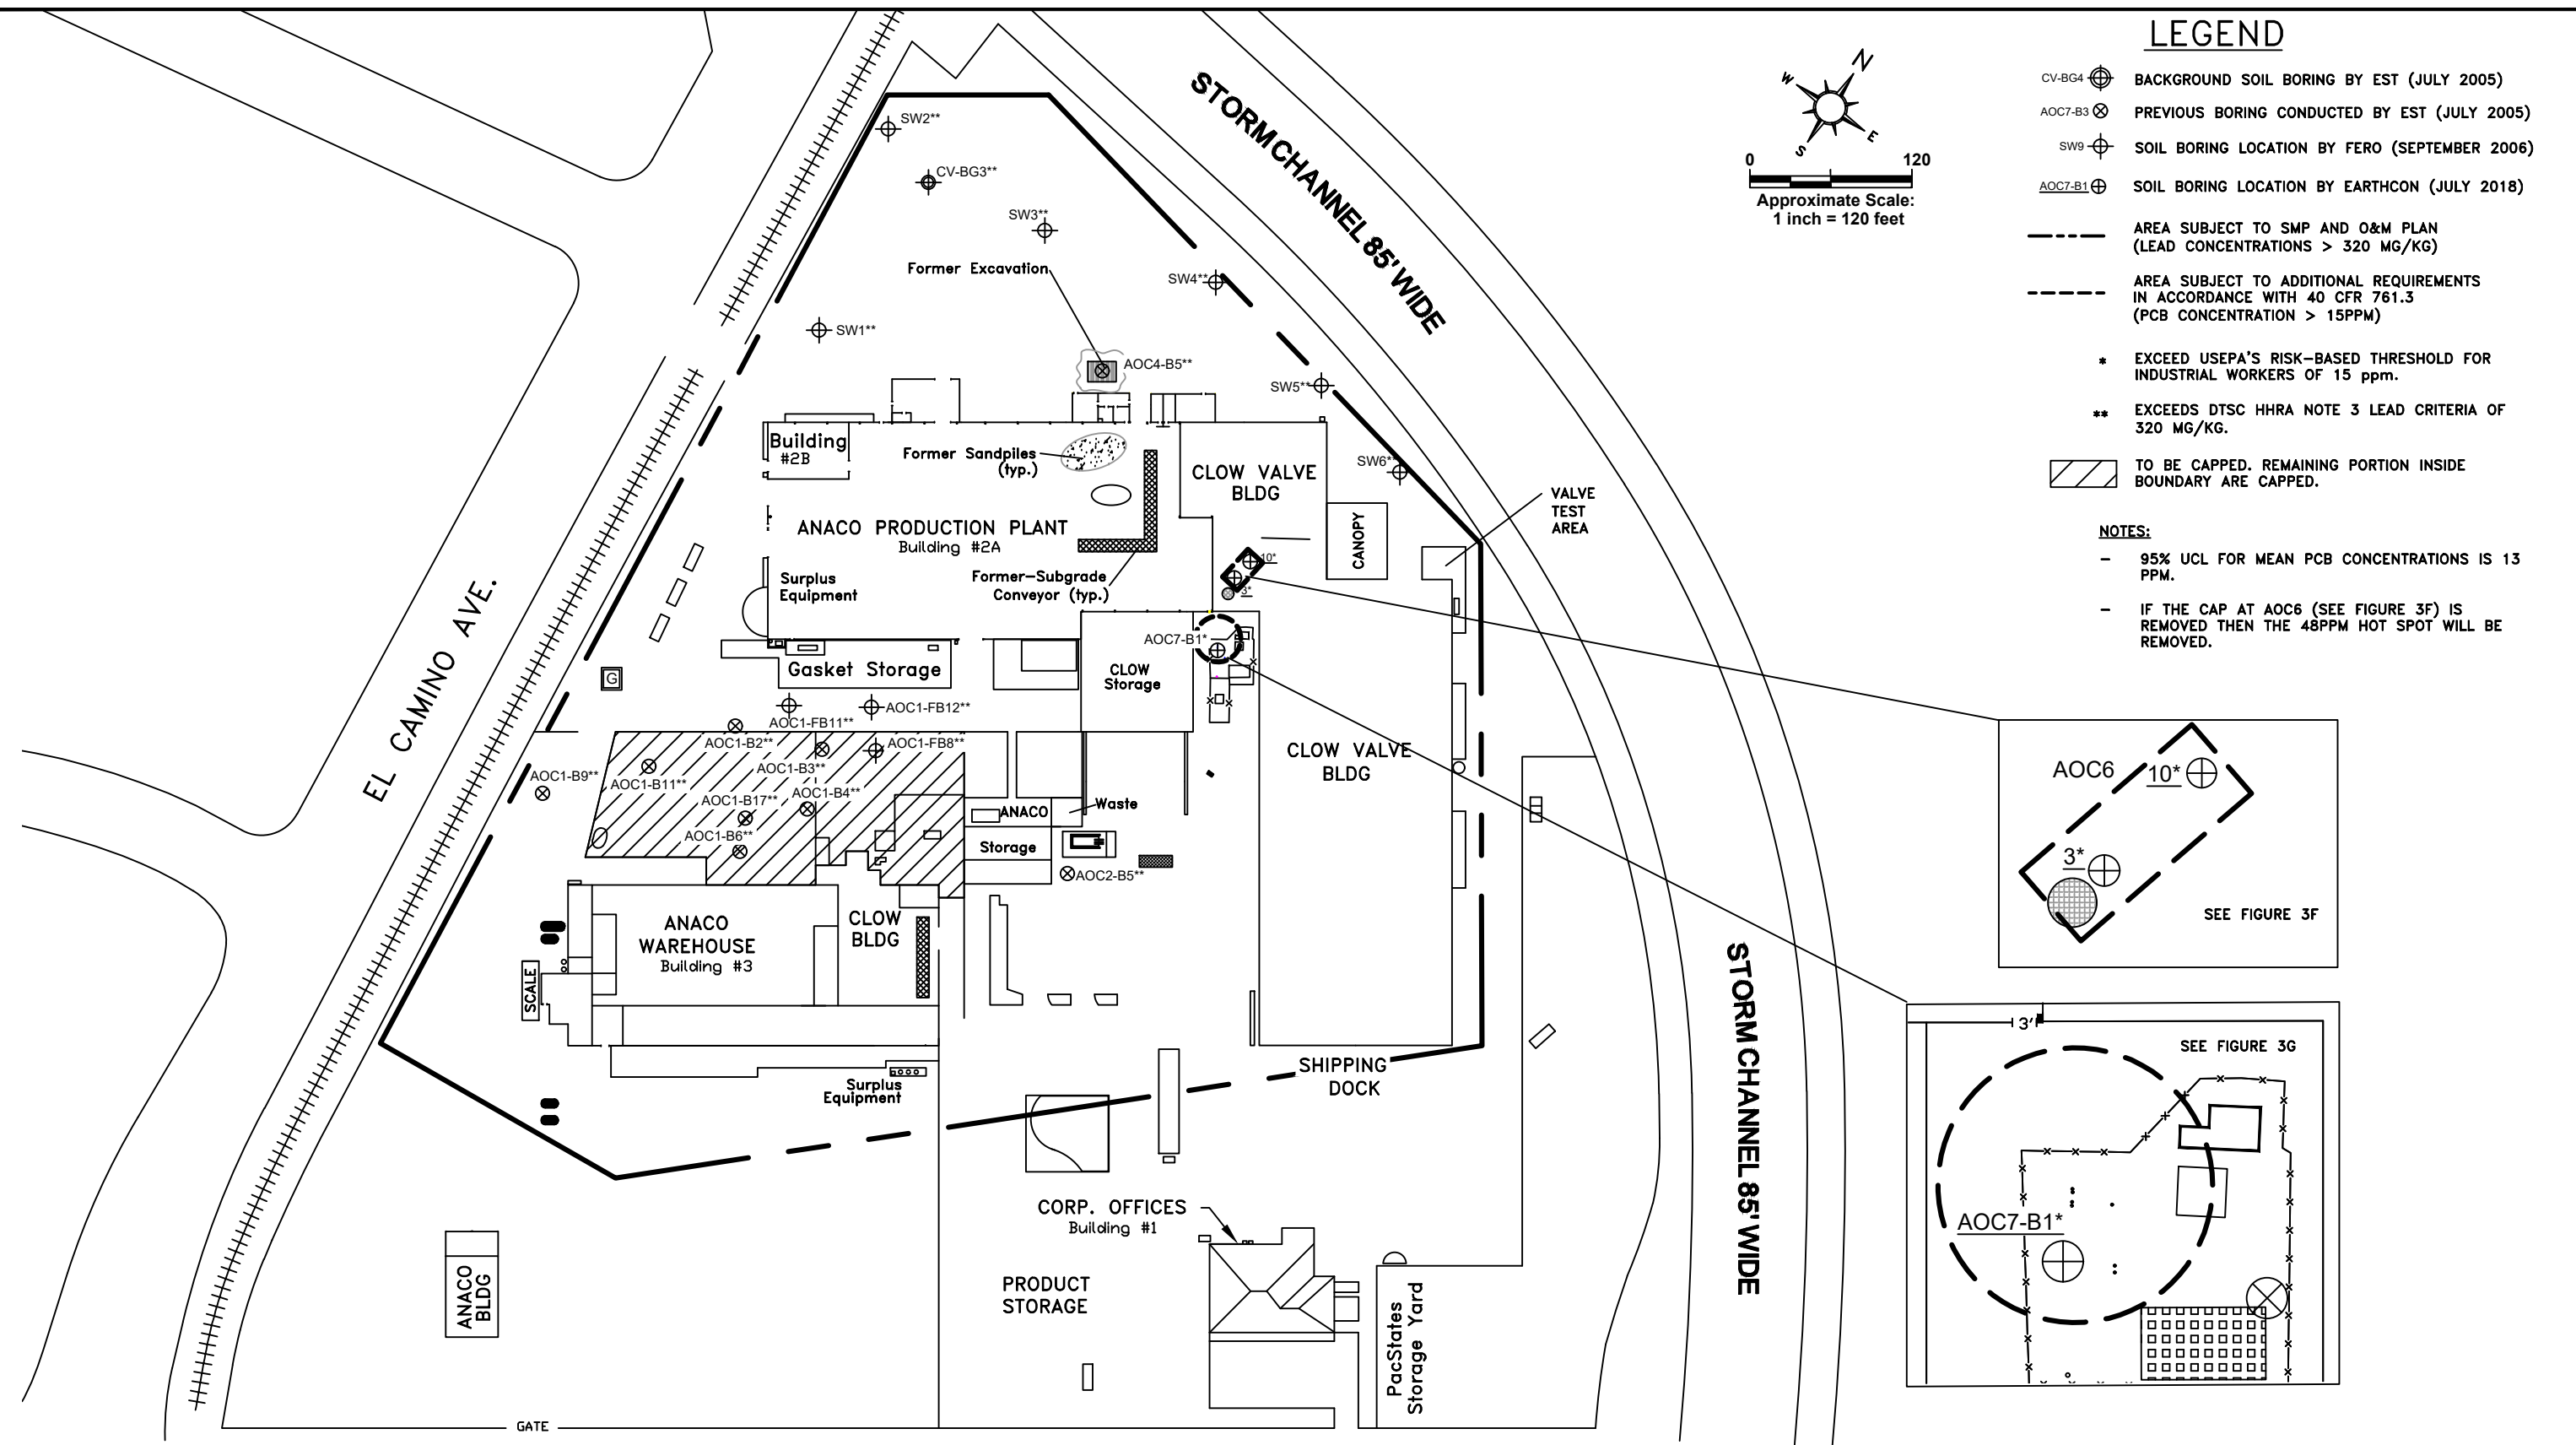 LEGEND
CV-BG4 BACKGROUND SOIL BORING BY EST (JULY 2005)
AOC7-B3 PREVIOUS BORING CONDUCTED BY EST (JULY 2005)
SW9 SOIL BORING LOCATION BY FERO (SEPTEMBER 2006)
AOC7-B1 SOIL BORING LOCATION BY EARTHCON (JULY 2018)
AREA SUBJECT TO SMP AND O&M PLAN
(LEAD CONCENTRATIONS > 320 MG/KG)
AREA SUBJECT TO ADDITIONAL REQUIREMENTS
IN ACCORDANCE WITH 40 CFR 761.3
(PCB CONCENTRATION > 15PPM)
* EXCEED USEPA'S RISK-BASED THRESHOLD FOR
INDUSTRIAL WORKERS OF 15 ppm.
** EXCEEDS DTSC HHRA NOTE 3 LEAD CRITERIA OF
320 MG/KG.
TO BE CAPPED. REMAINING PORTION INSIDE
BOUNDARY ARE CAPPED.
NOTES:
- 95% UCL FOR MEAN PCB CONCENTRATIONS IS 13
PPM.
- IF THE CAP AT AOC6 (SEE FIGURE 3F) IS
REMOVED THEN THE 48PPM HOT SPOT WILL BE
REMOVED.
N
W
E
S
0 120
Approximate Scale:
1 inch = 120 feet
STORMCHANNEL 85' WIDE
SW2**
CV-BG3**
SW3**
Former Excavation
SW4**
SW1**
AOC4-B5**
SW5**
Building
#2B
Former Sandpiles
(typ.)
CLOW VALVE
BLDG
SW6**
VALVE
TEST
AREA
ANACO PRODUCTION PLANT
Building #2A
CANOPY
10*
3*
Surplus
Equipment
Former-Subgrade
Conveyor (typ.)
EL CAMINO AVE.
AOC7-B1*
G
Gasket Storage
CLOW
Storage
AOC1-FB12**
AOC1-FB11**
AOC1-B2**
AOC1-FB8**
CLOW VALVE
BLDG
AOC1-B9**
AOC1-B3**
AOC1-B11**
AOC1-B17**
AOC1-B4**
ANACO
Waste
AOC1-B6**
Storage
AOC2-B5**
ANACO
WAREHOUSE
Building #3
CLOW
BLDG
SCALE
SHIPPING
DOCK
Surplus
Equipment
STORMCHANNEL 85' WIDE
CORP. OFFICES
Building #1
ANACO
BLDG
PRODUCT
STORAGE
PacStates
Storage Yard
GATE
AOC6
10*
3*
SEE FIGURE 3F
3'
SEE FIGURE 3G
AOC7-B1*